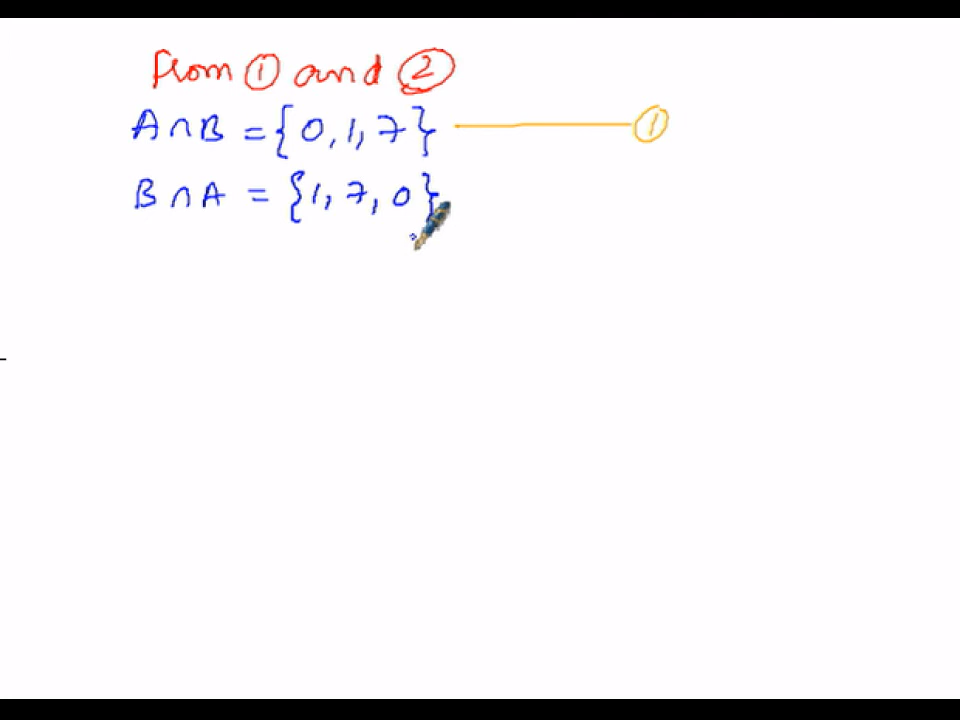 from ① and ②
A∩B = {0, 1, 7} ——— ①
B∩A = {1, 7, 0}